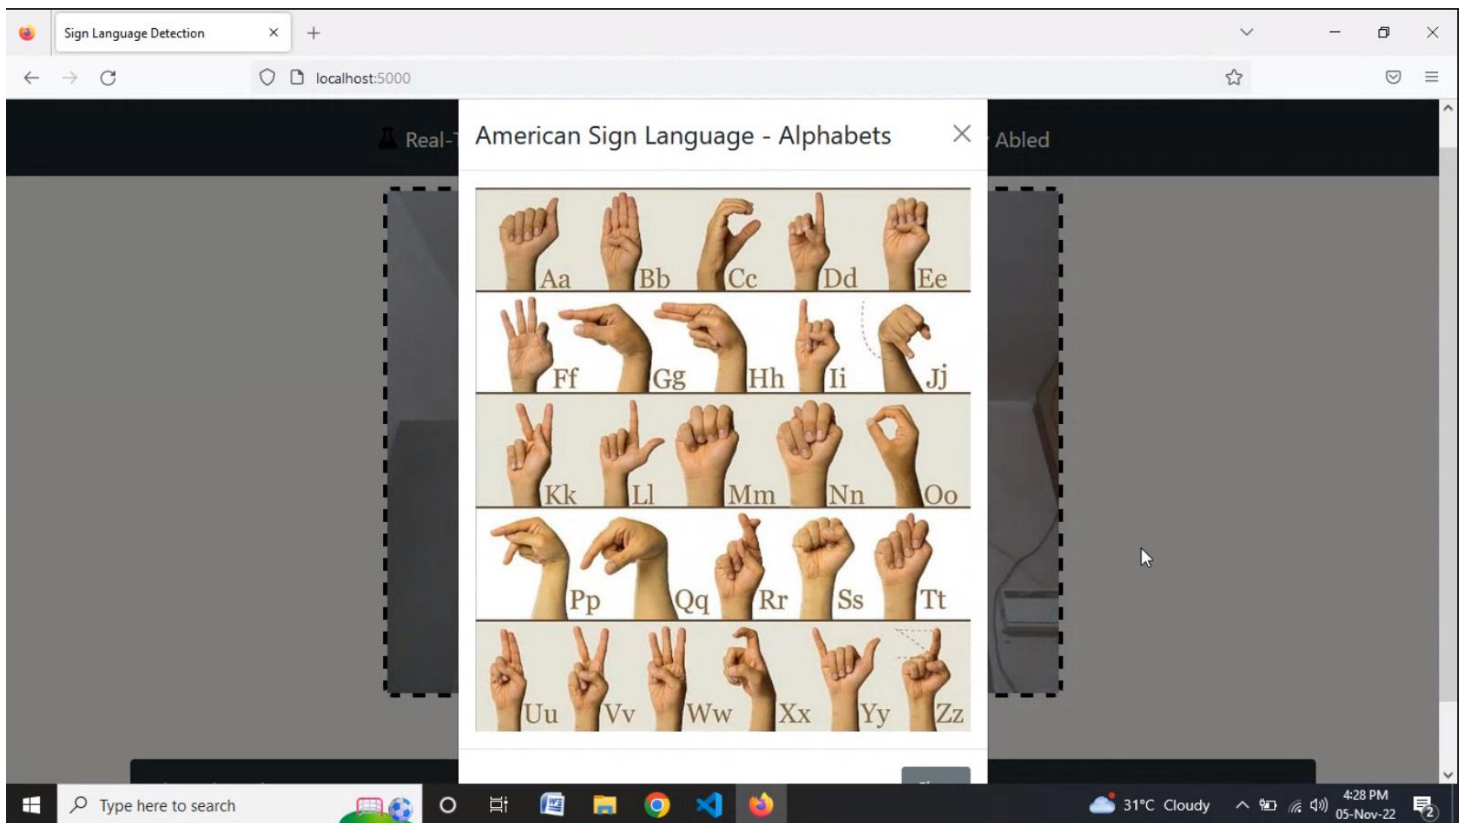 Sign Language Detection
localhost:5000
Real-
American Sign Language - Alphabets
Abled
Aa Bb Cc Dd Ee
Ff Gg Hh Ii Jj
Kk Ll Mm Nn Oo
Pp Qq Rr Ss Tt
Uu Vv Ww Xx Yy Zz
Type here to search
31°C Cloudy
4:28 PM
05-Nov-22
2